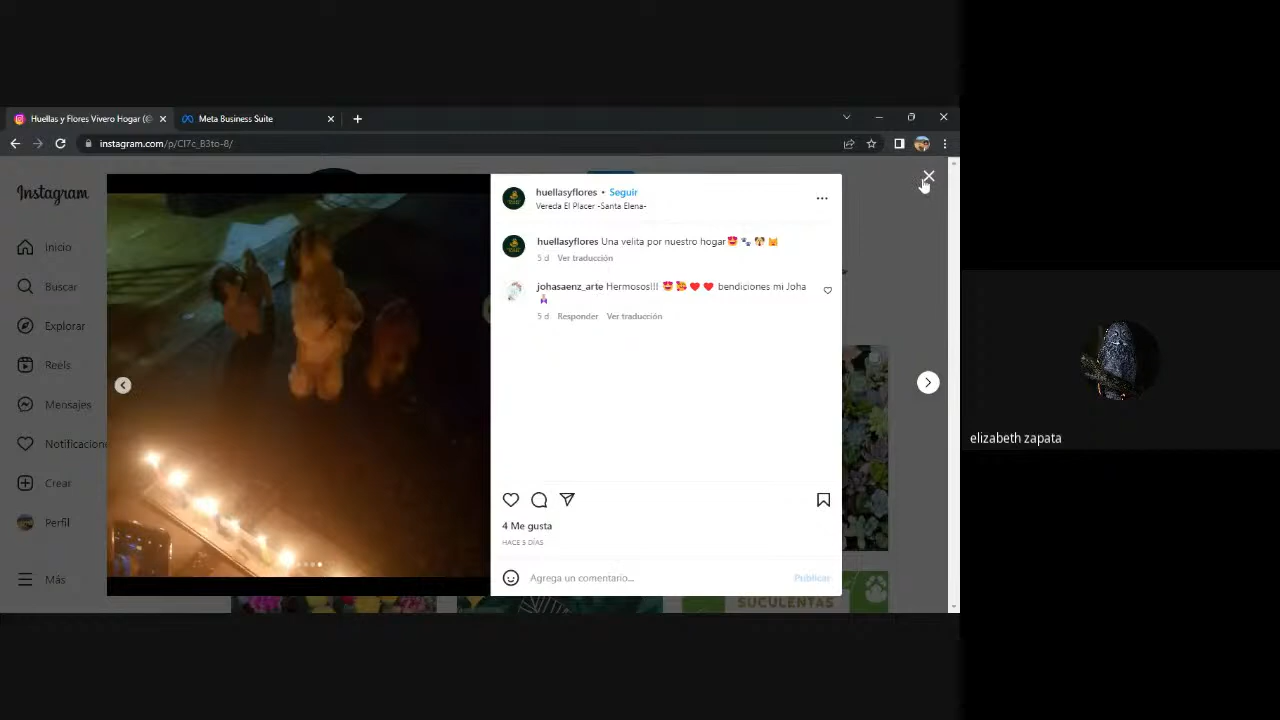 Huellas y Flores Vivero Hogar (©
Meta Business Suite
instagram.com/p/Cl7c_B3to-8/
Instagram
Inicio
Buscar
Explorar
Reels
Mensajes
Notificacione
Crear
Perfil
Más
huellasyflores • Seguir
Vereda El Placer -Santa Elena-
huellasyflores Una velita por nuestro hogar😍 🐾 🐶 🐱
5 d Ver traducción
johasaenz_arte Hermosos!!! 😍 🥰 ❤️ ❤️ bendiciones mi Joha
5 d Responder Ver traducción
4 Me gusta
HACE 5 DÍAS
Agrega un comentario...
Publicar
SUCULENTAS
elizabeth zapata